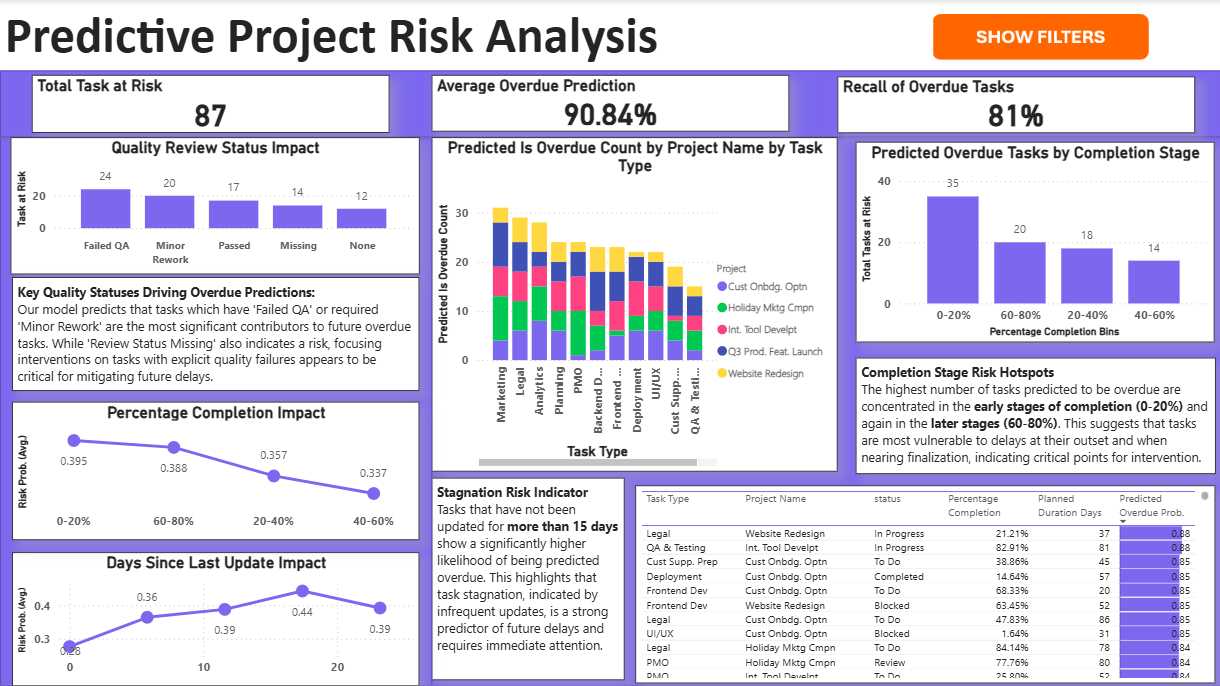 Predictive Project Risk Analysis
SHOW FILTERS
Total Task at Risk
87
Average Overdue Prediction
90.84%
Recall of Overdue Tasks
81%
Quality Review Status Impact
Task at Risk
20
0
24
20
17
14
12
Failed QA
Minor
Rework
Passed
Missing
None
Key Quality Statuses Driving Overdue Predictions:
Our model predicts that tasks which have 'Failed QA' or required
'Minor Rework' are the most significant contributors to future overdue
tasks. While 'Review Status Missing' also indicates a risk, focusing
interventions on tasks with explicit quality failures appears to be
critical for mitigating future delays.
Percentage Completion Impact
Risk Prob. (Avg.)
0.395
0.388
0.357
0.337
0-20%
60-80%
20-40%
40-60%
Days Since Last Update Impact
Risk Prob. (Avg)
0.4
0.3
0.28
0.36
0.39
0.44
0.39
0
10
20
Predicted Is Overdue Count by Project Name by Task
Type
Predicted Is Overdue Count
30
20
10
0
Marketing
Legal
Analytics
Planning
PMO
Backend D...
Frontend ...
Deployment
UI/UX
Cust Supp....
QA & Testi...
Task Type
Project
Cust Onbdg. Optn
Holiday Mktg Cmpn
Int. Tool Develpt
Q3 Prod. Feat. Launch
Website Redesign
Predicted Overdue Tasks by Completion Stage
Total Tasks at Risk
40
20
0
35
20
18
14
0-20%
60-80%
20-40%
40-60%
Percentage Completion Bins
Completion Stage Risk Hotspots
The highest number of tasks predicted to be overdue are
concentrated in the early stages of completion (0-20%) and
again in the later stages (60-80%). This suggests that tasks
are most vulnerable to delays at their outset and when
nearing finalization, indicating critical points for intervention.
Stagnation Risk Indicator
Tasks that have not been
updated for more than 15 days
show a significantly higher
likelihood of being predicted
overdue. This highlights that
task stagnation, indicated by
infrequent updates, is a strong
predictor of future delays and
requires immediate attention.
Task Type Project Name status Percentage Planned Predicted
Completion Duration Days Overdue Prob.
Legal Website Redesign In Progress 21.21% 37 0.88
QA & Testing Int. Tool Develpt In Progress 82.91% 81 0.88
Cust Supp. Prep Cust Onbdg. Optn To Do 38.86% 45 0.85
Deployment Cust Onbdg. Optn Completed 14.64% 57 0.85
Frontend Dev Cust Onbdg. Optn To Do 68.33% 20 0.85
Frontend Dev Website Redesign Blocked 63.45% 52 0.85
Legal Cust Onbdg. Optn To Do 47.83% 86 0.85
UI/UX Cust Onbdg. Optn Blocked 1.64% 31 0.85
Legal Holiday Mktg Cmpn To Do 84.14% 78 0.84
PMO Holiday Mktg Cmpn Review 77.76% 80 0.84
PMO Int. Tool Develpt To Do 25.80% 52 0.84